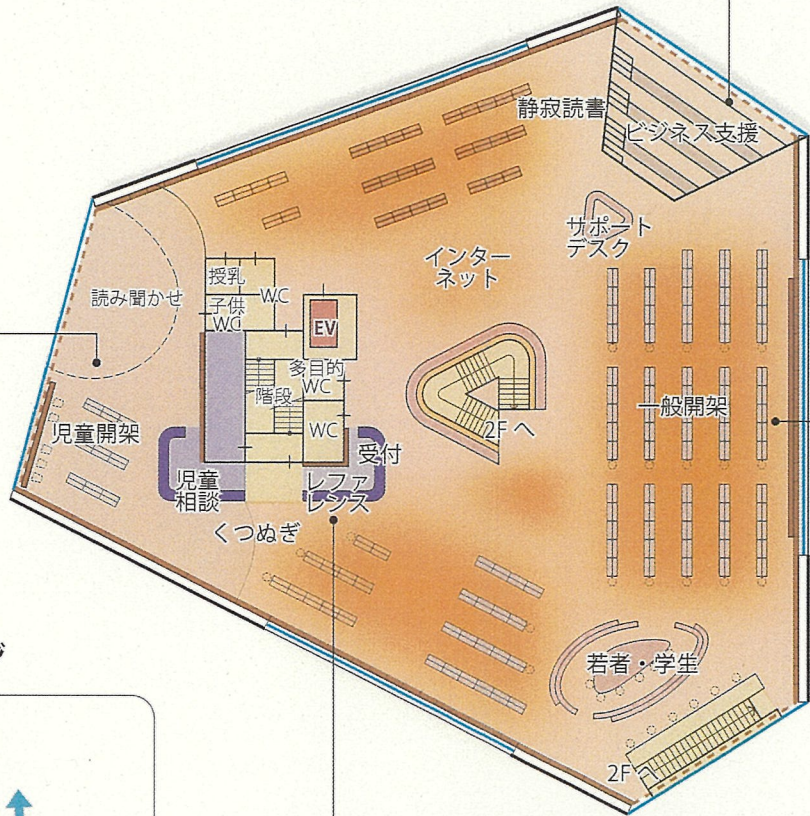 静寂読書
ビジネス支援
サポート
デスク
インター
ネット
授乳
WC
子供
WC
読み聞かせ
EV
多目的
WC
階段
WC
2Fへ
一般開架
児童開架
受付
児童
相談
レファ
レンス
くつぬぎ
若者・学生
2Fへ